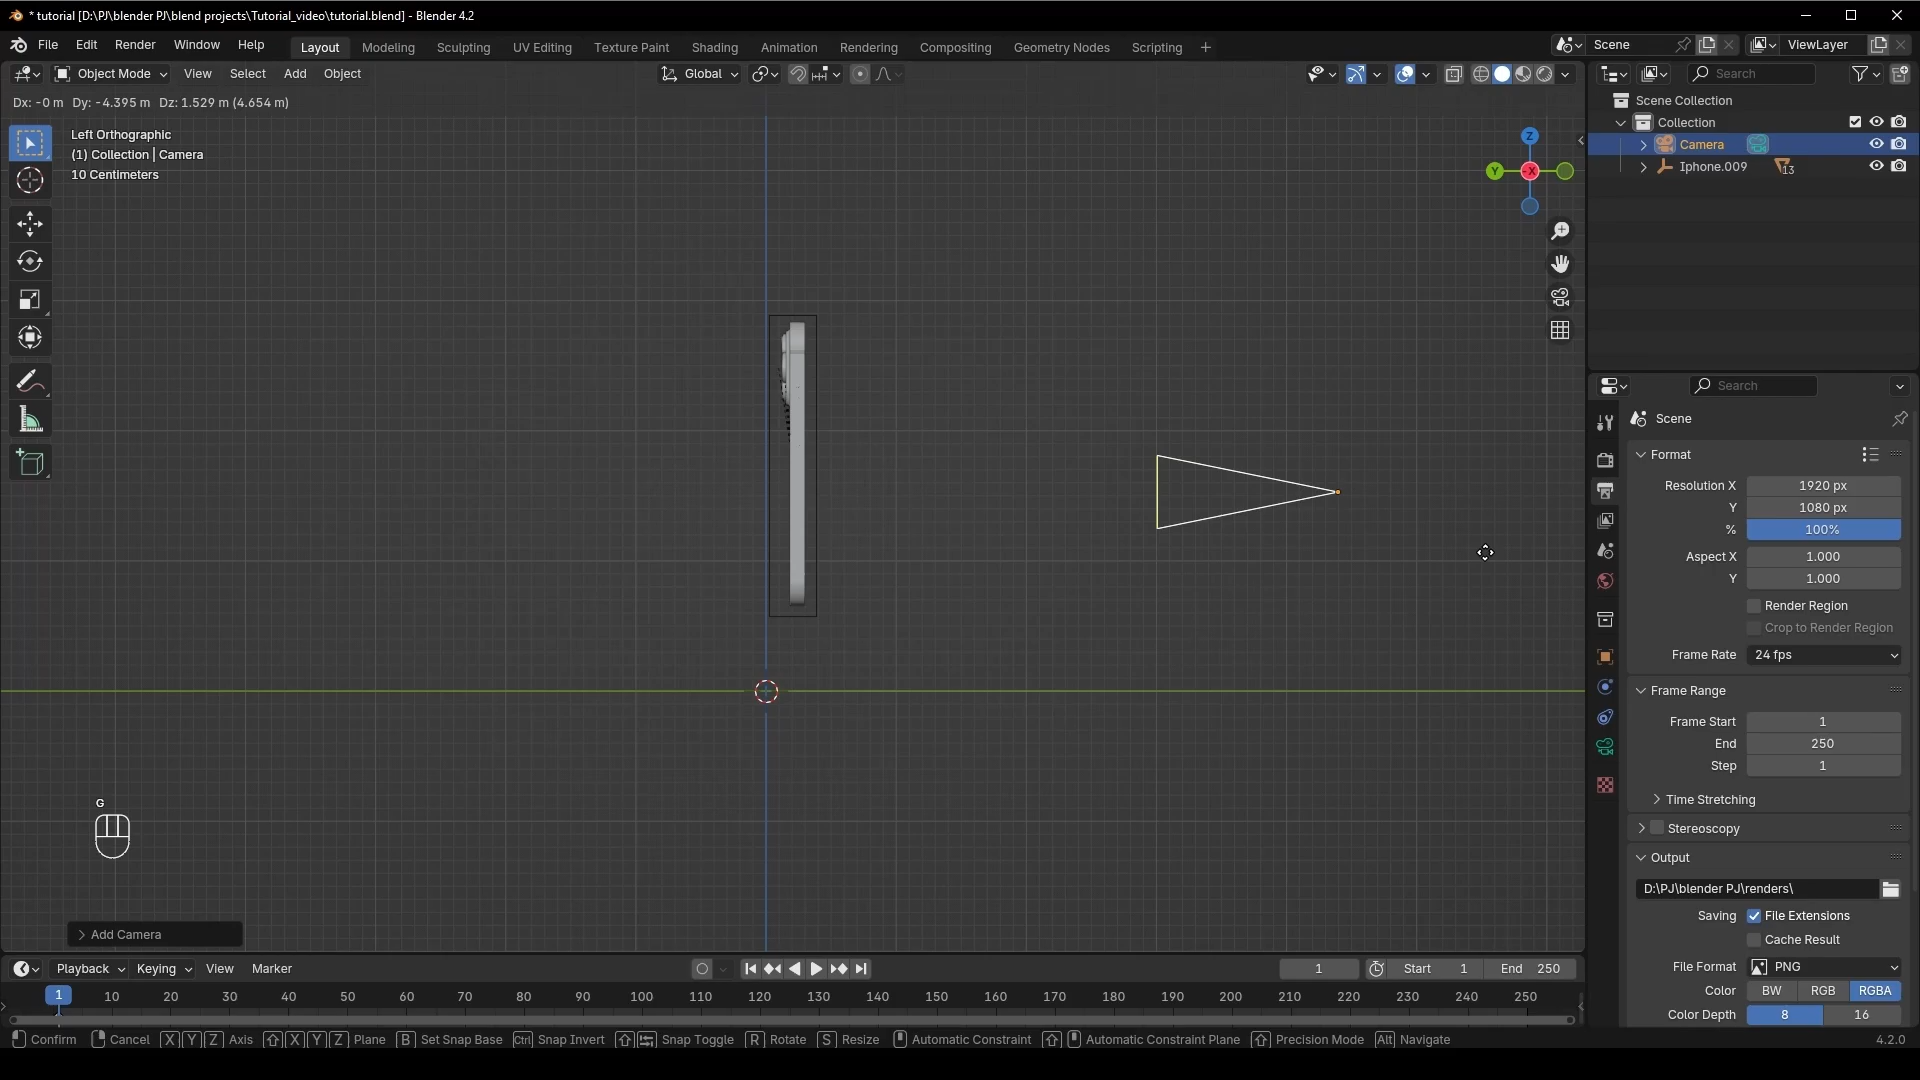 * tutorial [D:\PJ\blender PJ\blend projects\Tutorial_video\tutorial.blend] - Blender 4.2
File Edit Render Window Help Layout Modeling Sculpting UV Editing Texture Paint Shading Animation Rendering Compositing Geometry Nodes Scripting + Scene ViewLayer
Object Mode View Select Add Object Global Search
Dx: -0 m Dy: -4.395 m Dz: 1.529 m (4.654 m)
Left Orthographic
(1) Collection | Camera
10 Centimeters
Z
Y
X
Scene Collection
Collection
Camera
Iphone.009 13
Search
Scene
Format
Resolution X 1920 px
Y 1080 px
% 100%
Aspect X 1.000
Y 1.000
Render Region
Crop to Render Region
Frame Rate 24 fps
Frame Range
Frame Start 1
End 250
Step 1
Time Stretching
Stereoscopy
Output
D:\PJ\blender PJ\renders\
Saving File Extensions
Cache Result
File Format PNG
Color BW RGB RGBA
Color Depth 8 16
G
Add Camera
Playback Keying View Marker 1 Start 1 End 250
1 10 20 30 40 50 60 70 80 90 100 110 120 130 140 150 160 170 180 190 200 210 220 230 240 250
Confirm Cancel X Y Z Axis X Y Z Plane B Set Snap Base Ctrl Snap Invert Snap Toggle R Rotate S Resize Automatic Constraint Automatic Constraint Plane Precision Mode Alt Navigate 4.2.0